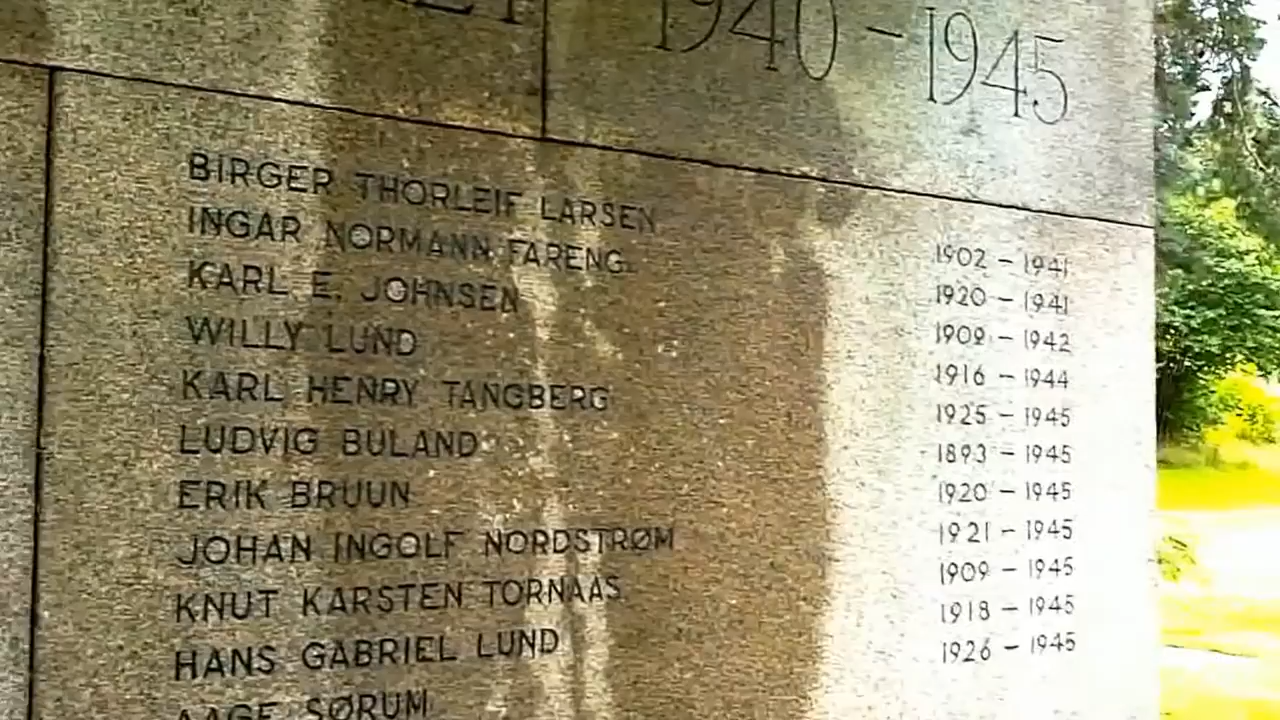 1940 – 1945
BIRGER THORLEIF LARSEN 1902 – 1941
INGAR NORMANN FARENG 1920 – 1941
KARL E. JOHNSEN 1909 – 1942
WILLY LUND 1916 – 1944
KARL HENRY TANGBERG 1925 – 1945
LUDVIG BULAND 1893 – 1945
ERIK BRUUN 1920 – 1945
JOHAN INGOLF NORDSTRØM 1921 – 1945
KNUT KARSTEN TORNAAS 1909 – 1945
HANS GABRIEL LUND 1918 – 1945
AAGE SØRUM 1926 – 1945